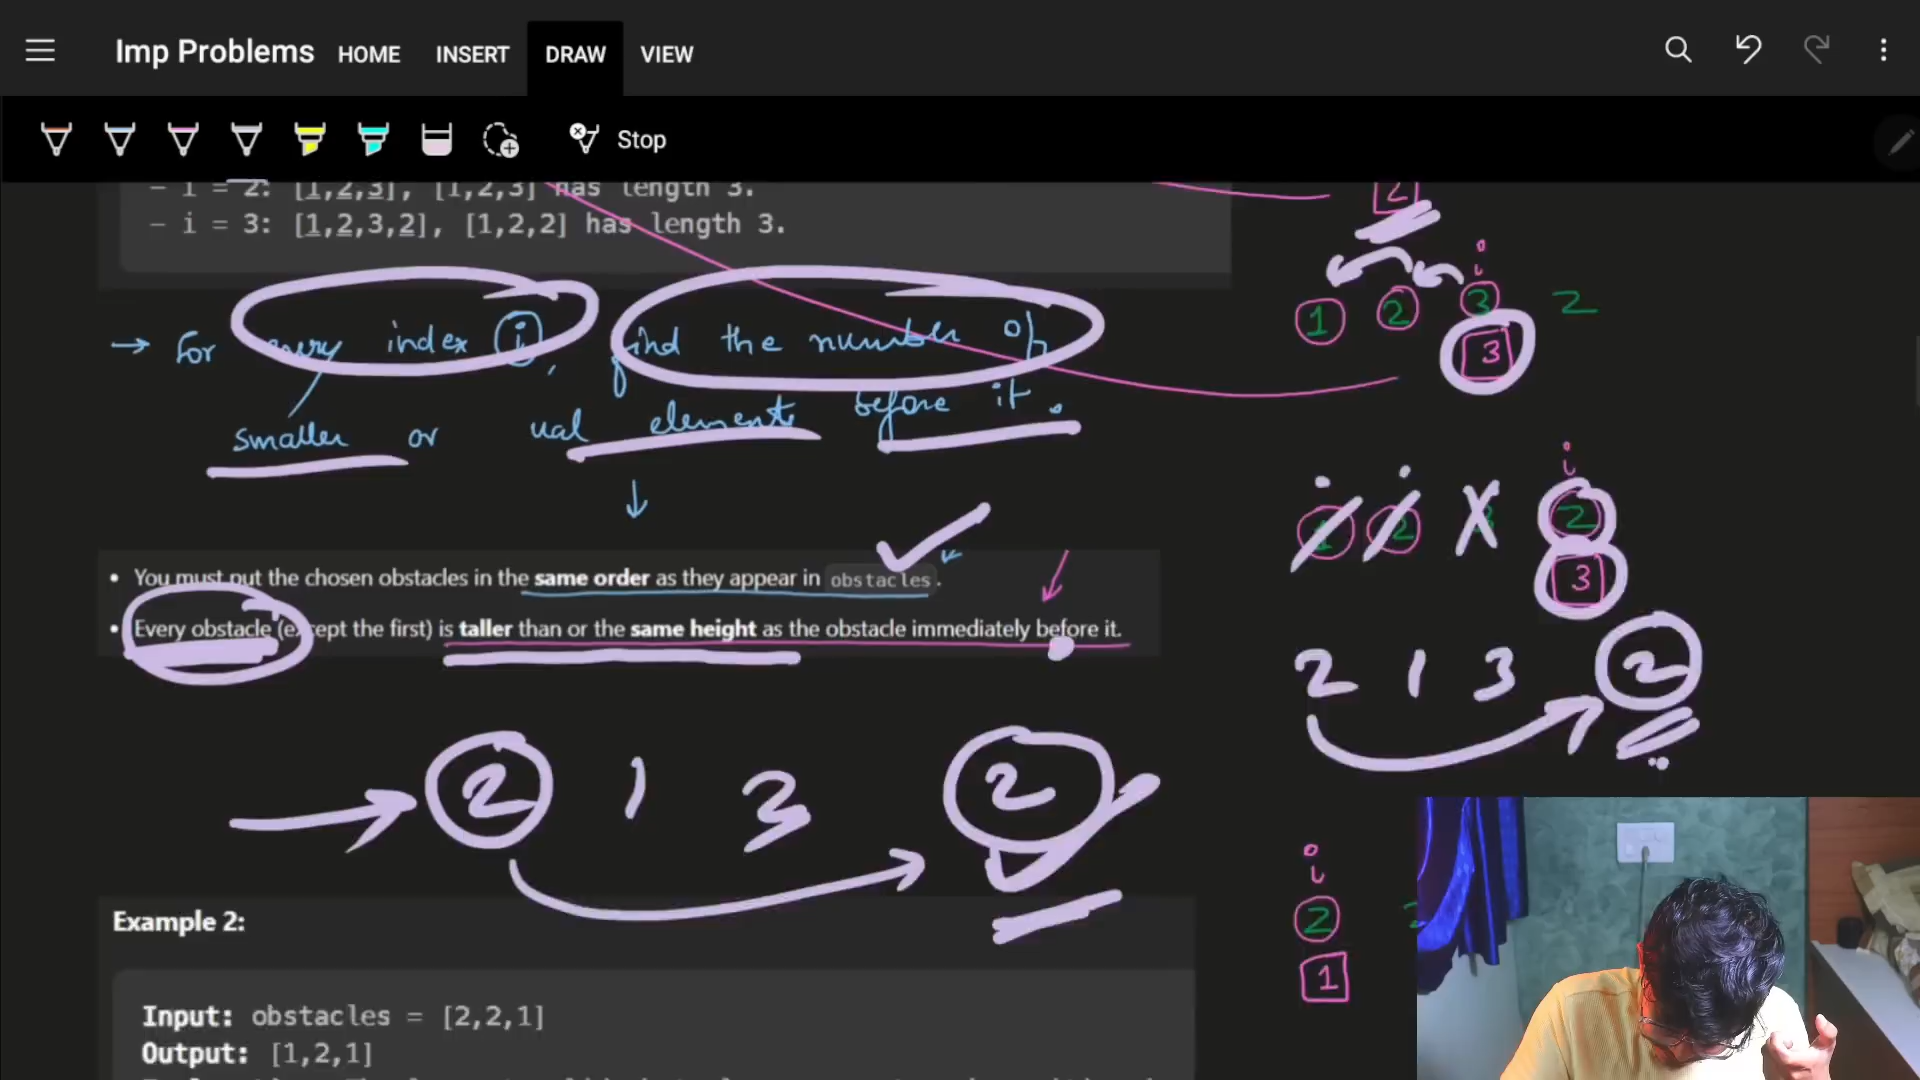 Imp Problems HOME INSERT DRAW VIEW
Stop
- i = 2: [1,2,3], [1,2,3] has length 3.
- i = 3: [1,2,3,2], [1,2,2] has length 3.
→ For every index i, find the number of
smaller or ual elements before it.
• You must put the chosen obstacles in the same order as they appear in obstacles.
• Every obstacle (except the first) is taller than or the same height as the obstacle immediately before it.
2 1 3 2
Example 2:
Input: obstacles = [2,2,1]
Output: [1,2,1]
2
i
1 2 3 2
3
i
1 2 3 2
3
2 1 3 2
i
2
1